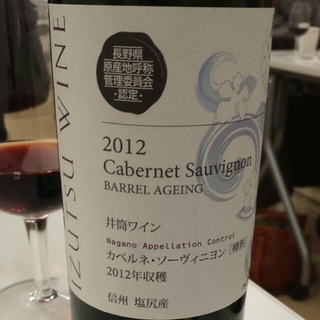 IZUTSU WINE
長野県
原産地呼称
管理委員会
・認定・
2012
Cabernet Sauvignon
BARREL AGEING
井筒ワイン
Nagano Appellation Control
カベルネ・ソーヴィニヨン［樽熟］
2012年収穫
信州 塩尻産